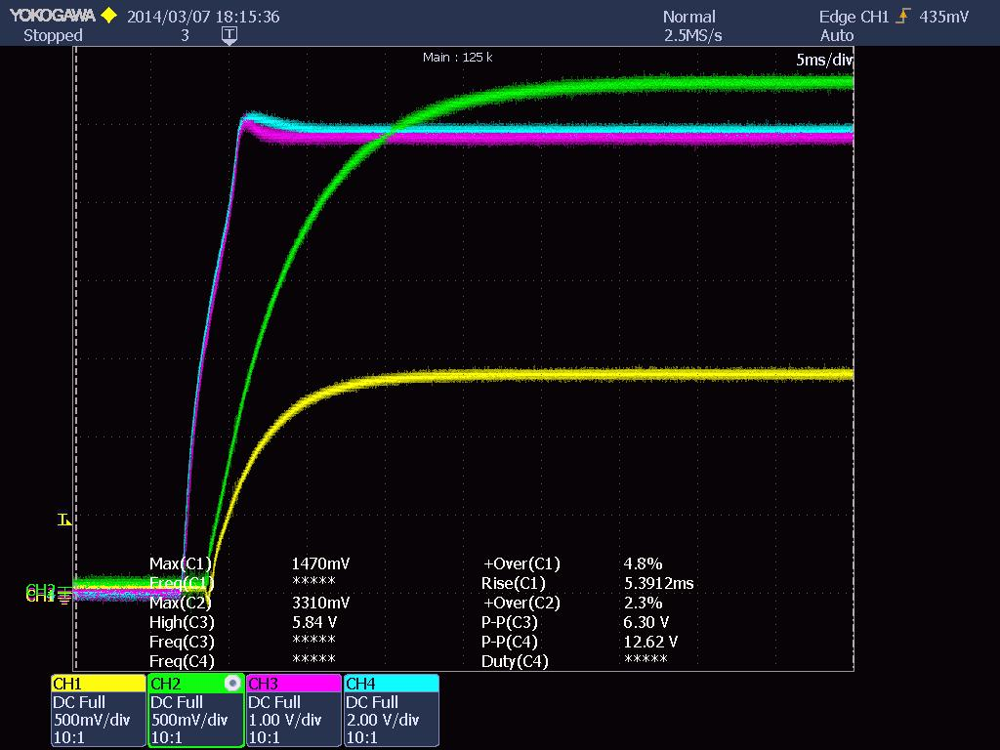 YOKOGAWA 2014/03/07 18:15:36 Normal Edge CH1 435mV
Stopped 3 T 2.5MS/s Auto
Main : 125 k 5ms/div
T
Max(C1) 1470mV +Over(C1) 4.8%
Freq(C1) ***** Rise(C1) 5.3912ms
Max(C2) 3310mV +Over(C2) 2.3%
High(C3) 5.84 V P-P(C3) 6.30 V
Freq(C3) ***** P-P(C4) 12.62 V
Freq(C4) ***** Duty(C4) *****
CH1 CH2 CH3 CH4
DC Full DC Full DC Full DC Full
500mV/div 500mV/div 1.00 V/div 2.00 V/div
10:1 10:1 10:1 10:1